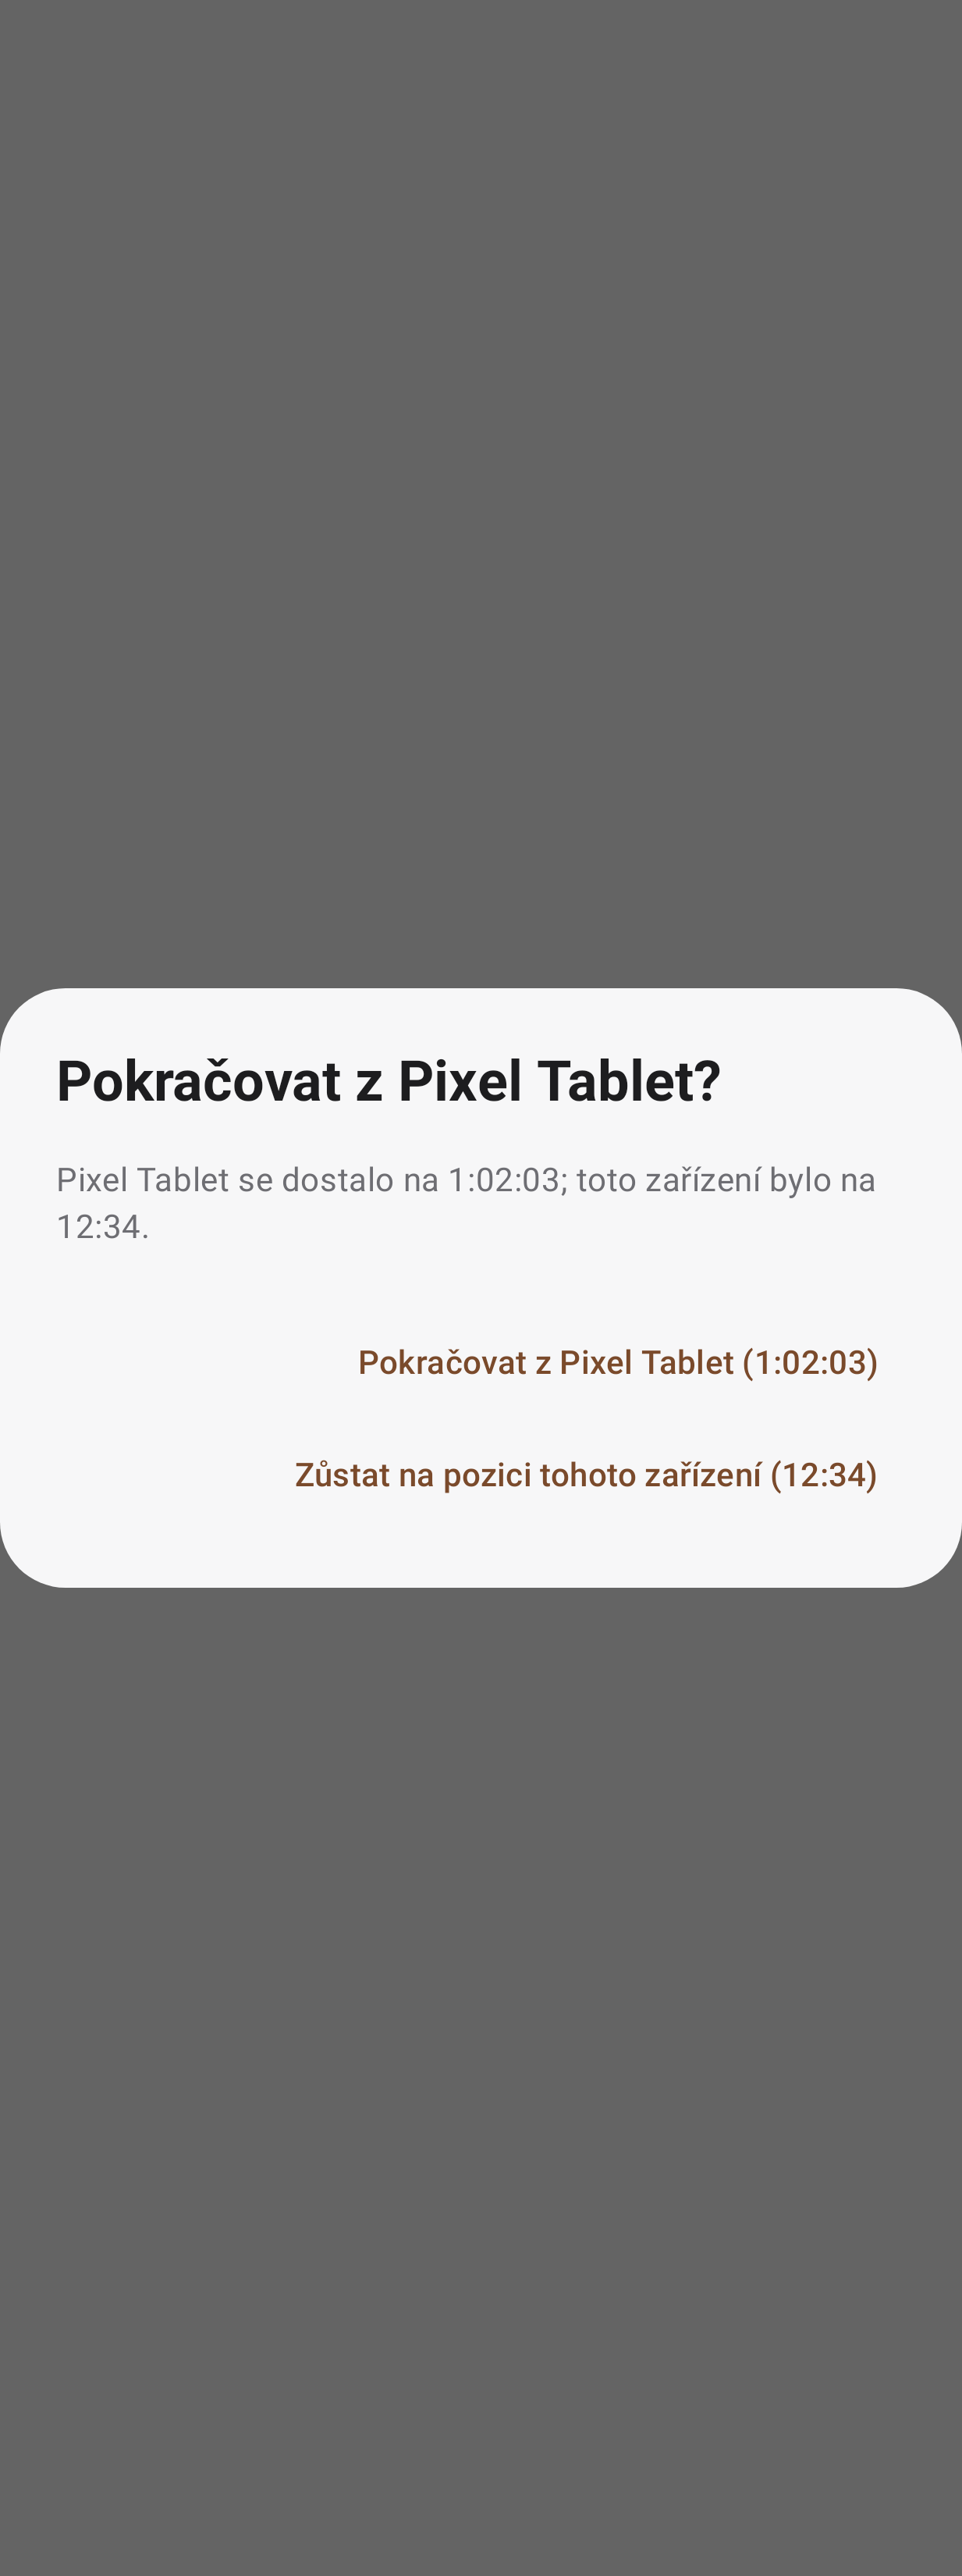 Pokračovat z Pixel Tablet?
Pixel Tablet se dostalo na 1:02:03; toto zařízení bylo na
12:34.
Pokračovat z Pixel Tablet (1:02:03)
Zůstat na pozici tohoto zařízení (12:34)